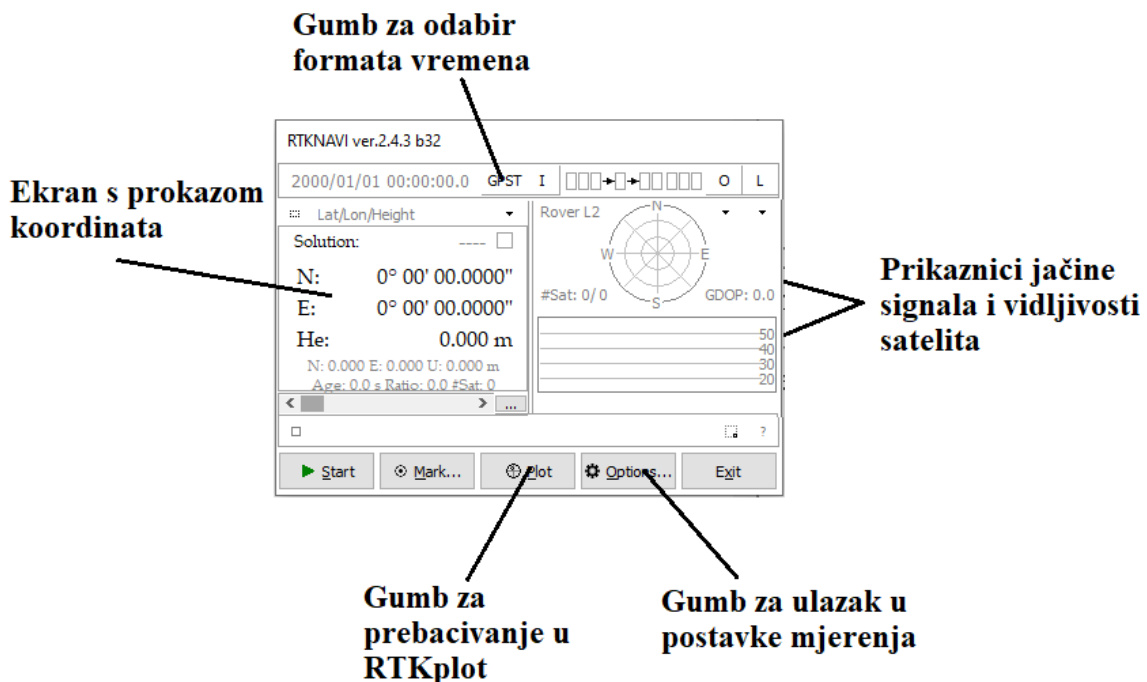 Gumb za odabir
formata vremena
RTKNAVI ver.2.4.3 b32
2000/01/01 00:00:00.0 GPST I O L
Ekran s prokazom
koordinata
Lat/Lon/Height
Rover L2
N
W
E
S
Solution: ----
N: 0° 00' 00.0000"
E: 0° 00' 00.0000"
He: 0.000 m
#Sat: 0/ 0
GDOP: 0.0
N: 0.000 E: 0.000 U: 0.000 m
Age: 0.0 s Ratio: 0.0 #Sat: 0
50
40
30
20
Prikaznici jačine
signala i vidljivosti
satelita
...
?
Start Mark... Plot Options... Exit
Gumb za
prebacivanje u
RTKplot
Gumb za ulazak u
postavke mjerenja